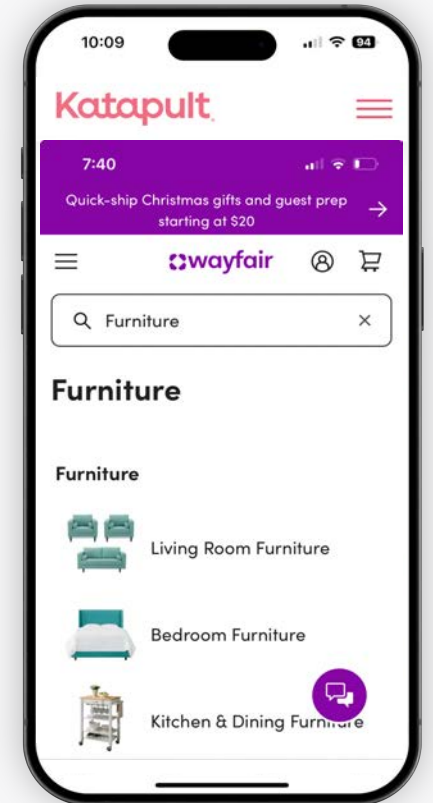 10:09
94
Katapult
7:40
Quick-ship Christmas gifts and guest prep
starting at $20
wayfair
Furniture
Furniture
Furniture
Living Room Furniture
Bedroom Furniture
Kitchen & Dining Furniture